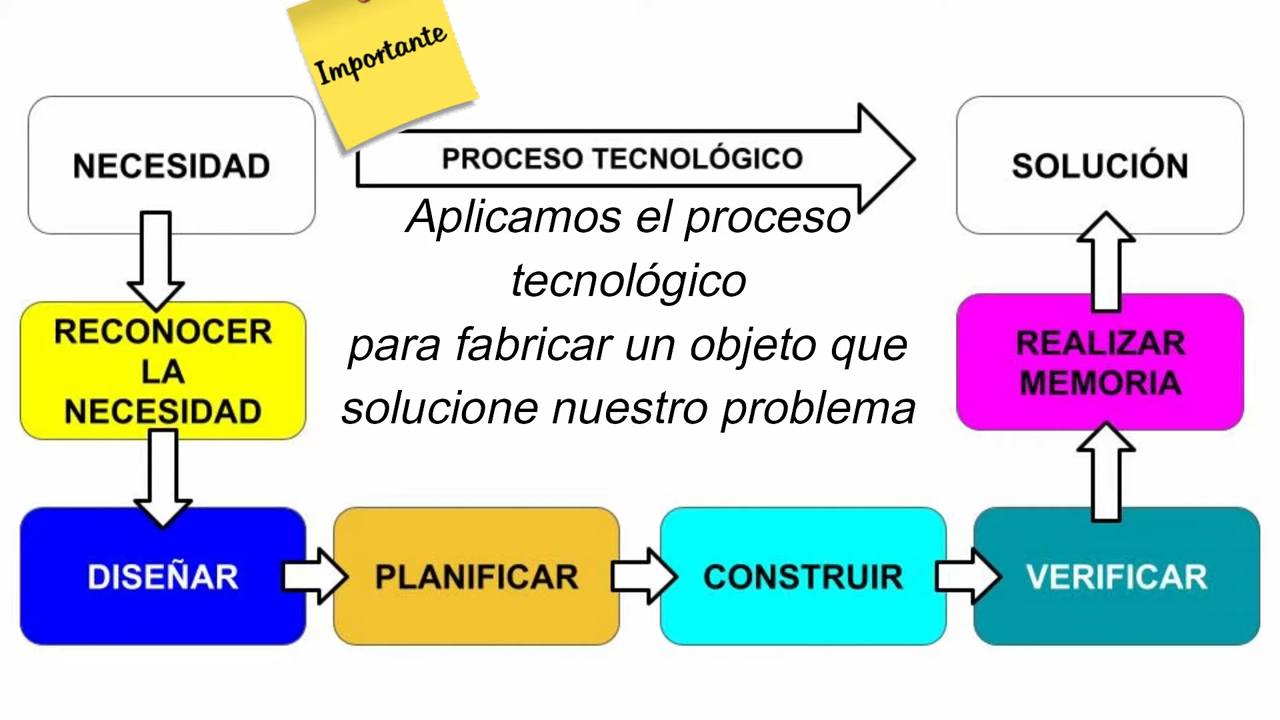 Importante
NECESIDAD
PROCESO TECNOLÓGICO
SOLUCIÓN
Aplicamos el proceso
tecnológico
para fabricar un objeto que
solucione nuestro problema
RECONOCER
LA
NECESIDAD
REALIZAR
MEMORIA
DISEÑAR
PLANIFICAR
CONSTRUIR
VERIFICAR